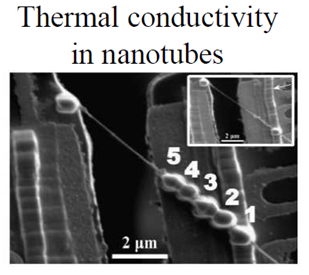 Thermal conductivity
in nanotubes
5
4
3
2
1
2 µm
2 µm